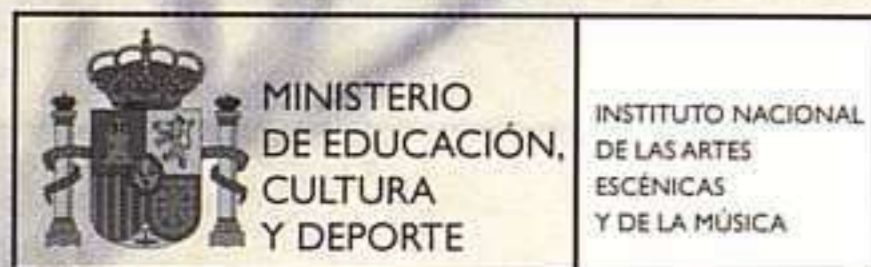 MINISTERIO
DE EDUCACIÓN,
CULTURA
Y DEPORTE
INSTITUTO NACIONAL
DE LAS ARTES
ESCÉNICAS
Y DE LA MÚSICA